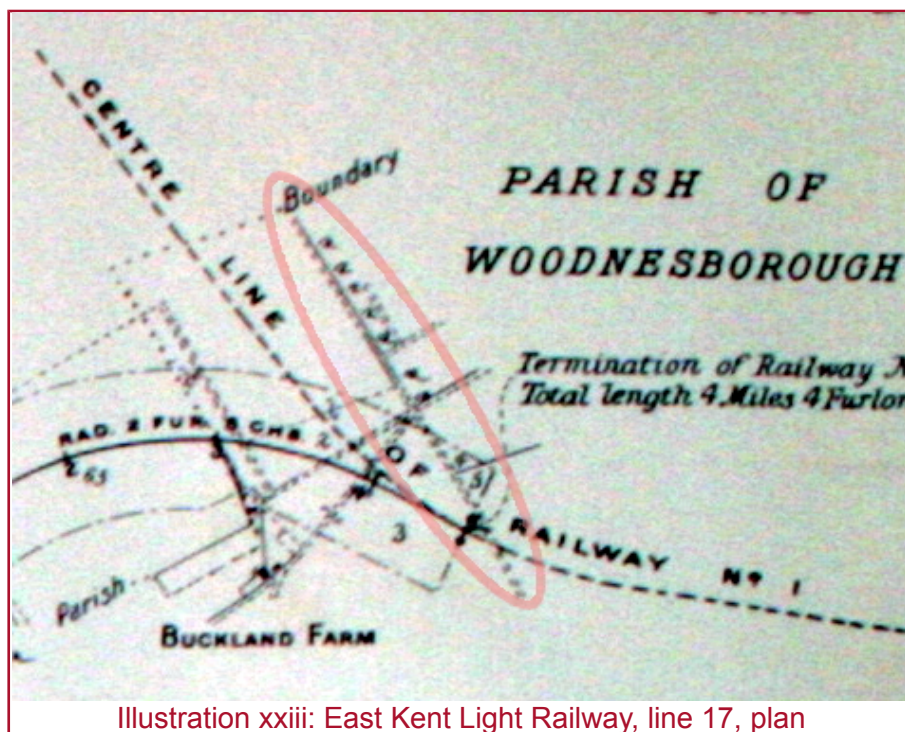 CENTRE LINE OF RAILWAY Nº 1
Boundary
PARISH OF
WOODNESBOROUGH
Termination of Railway
Total length 4 Miles 4
RAD. 2 FUR. 8 CHS
3
5
Parish
BUCKLAND FARM
Illustration xxiii: East Kent Light Railway, line 17, plan